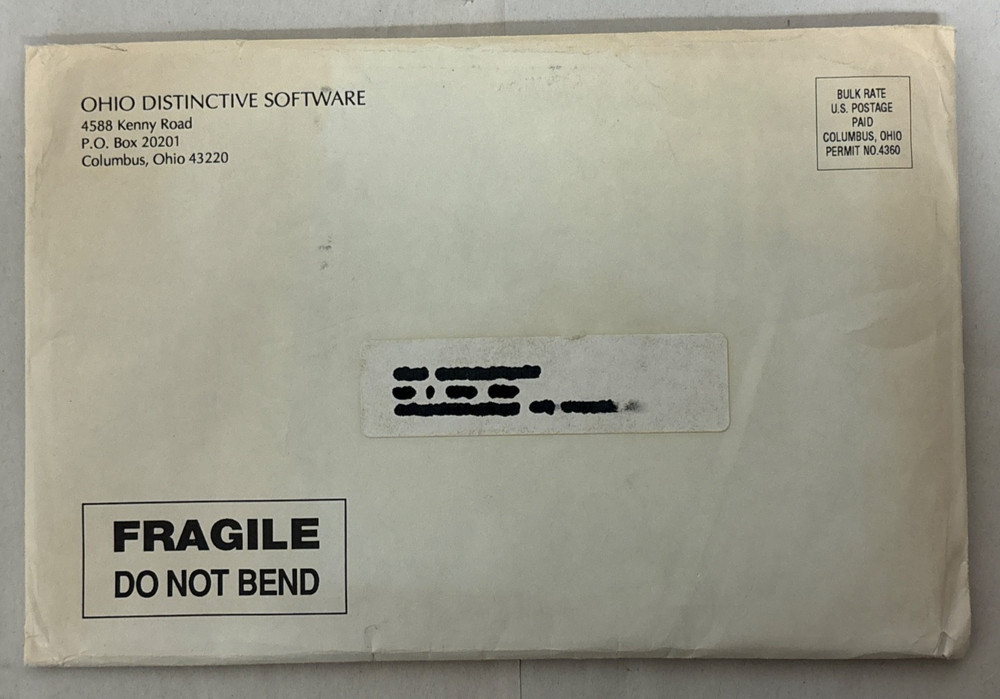 OHIO DISTINCTIVE SOFTWARE
4588 Kenny Road
P.O. Box 20201
Columbus, Ohio 43220
BULK RATE
U.S. POSTAGE
PAID
COLUMBUS, OHIO
PERMIT NO.4360
FRAGILE
DO NOT BEND